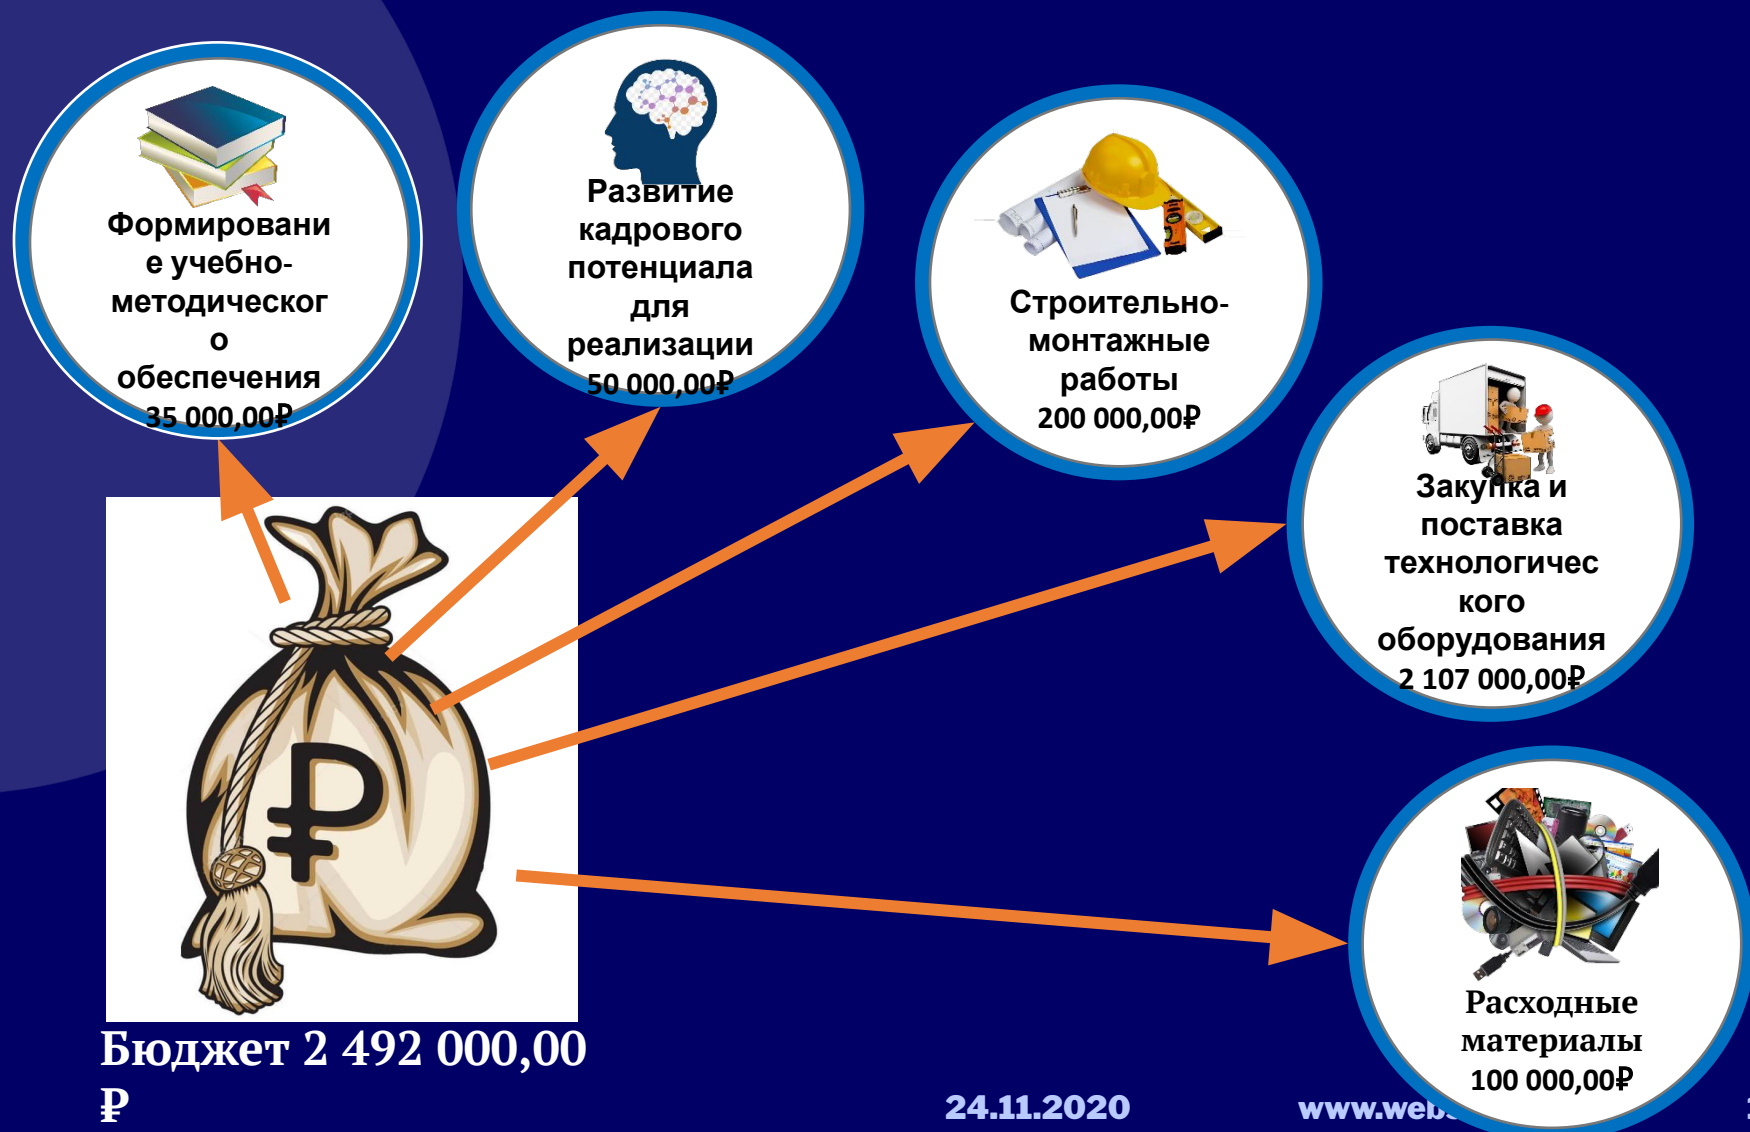 Формировани
е учебно-
методическог
о
обеспечения
35 000,00₽
Развитие
кадрового
потенциала
для
реализации
50 000,00₽
Строительно-
монтажные
работы
200 000,00₽
Закупка и
поставка
технологичес
кого
оборудования
2 107 000,00₽
Расходные
материалы
100 000,00₽
Бюджет 2 492 000,00
₽
24.11.2020